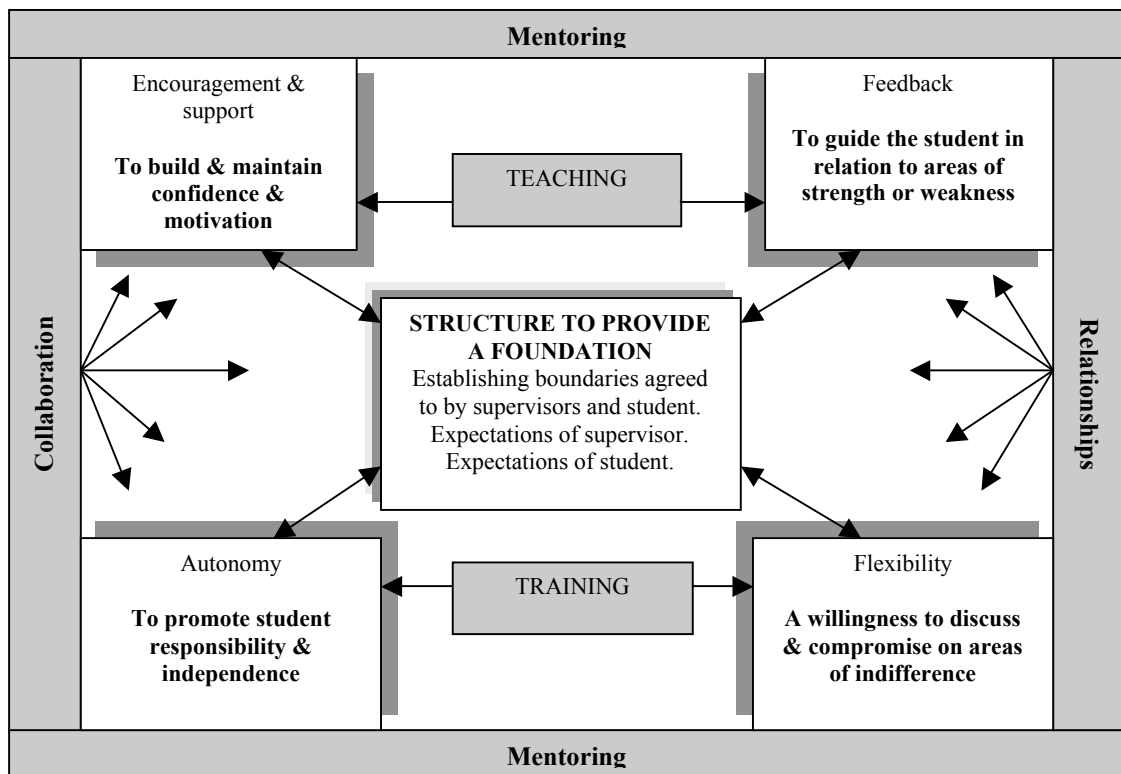 Mentoring
Encouragement &
support
To build & maintain
confidence &
motivation
TEACHING
Feedback
To guide the student in
relation to areas of
strength or weakness
Collaboration
STRUCTURE TO PROVIDE
A FOUNDATION
Establishing boundaries agreed
to by supervisors and student.
Expectations of supervisor.
Expectations of student.
Relationships
Autonomy
To promote student
responsibility &
independence
TRAINING
Flexibility
A willingness to discuss
& compromise on areas
of indifference
Mentoring